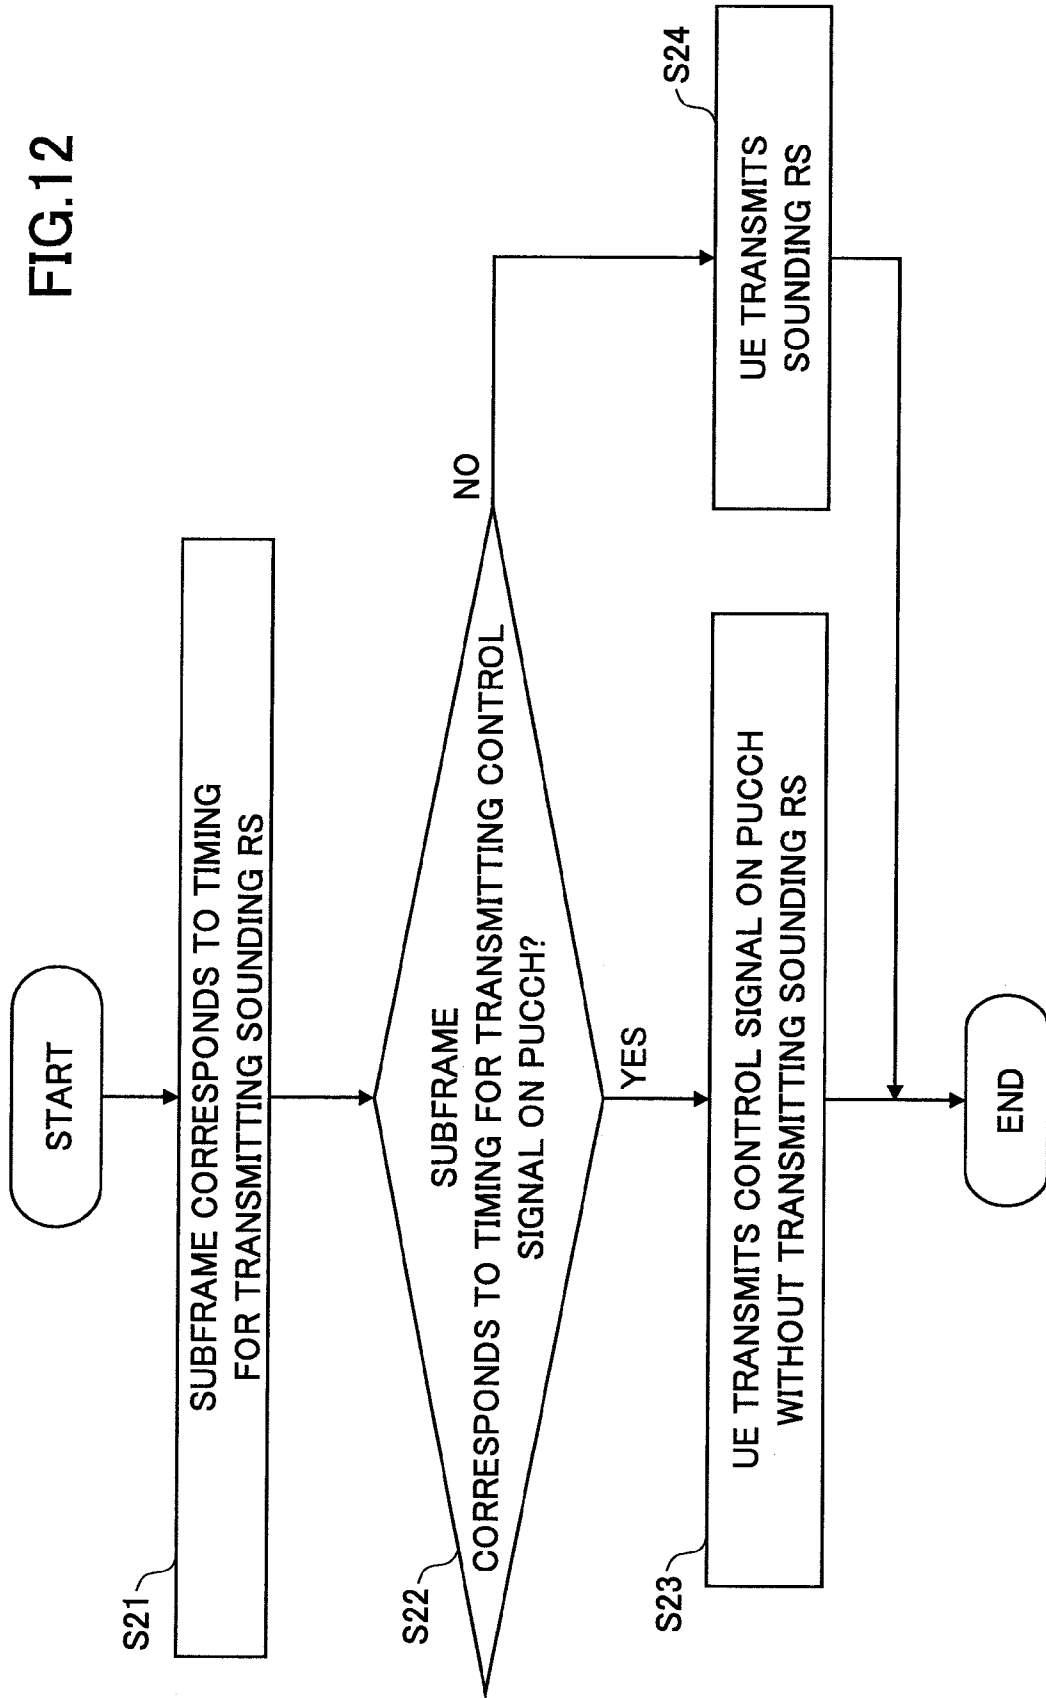 FIG.12
START
S21
SUBFRAME CORRESPONDS TO TIMING
FOR TRANSMITTING SOUNDING RS
S22
SUBFRAME
CORRESPONDS TO TIMING FOR TRANSMITTING CONTROL
SIGNAL ON PUCCH?
NO
YES
S23
UE TRANSMITS CONTROL SIGNAL ON PUCCH
WITHOUT TRANSMITTING SOUNDING RS
S24
UE TRANSMITS
SOUNDING RS
END